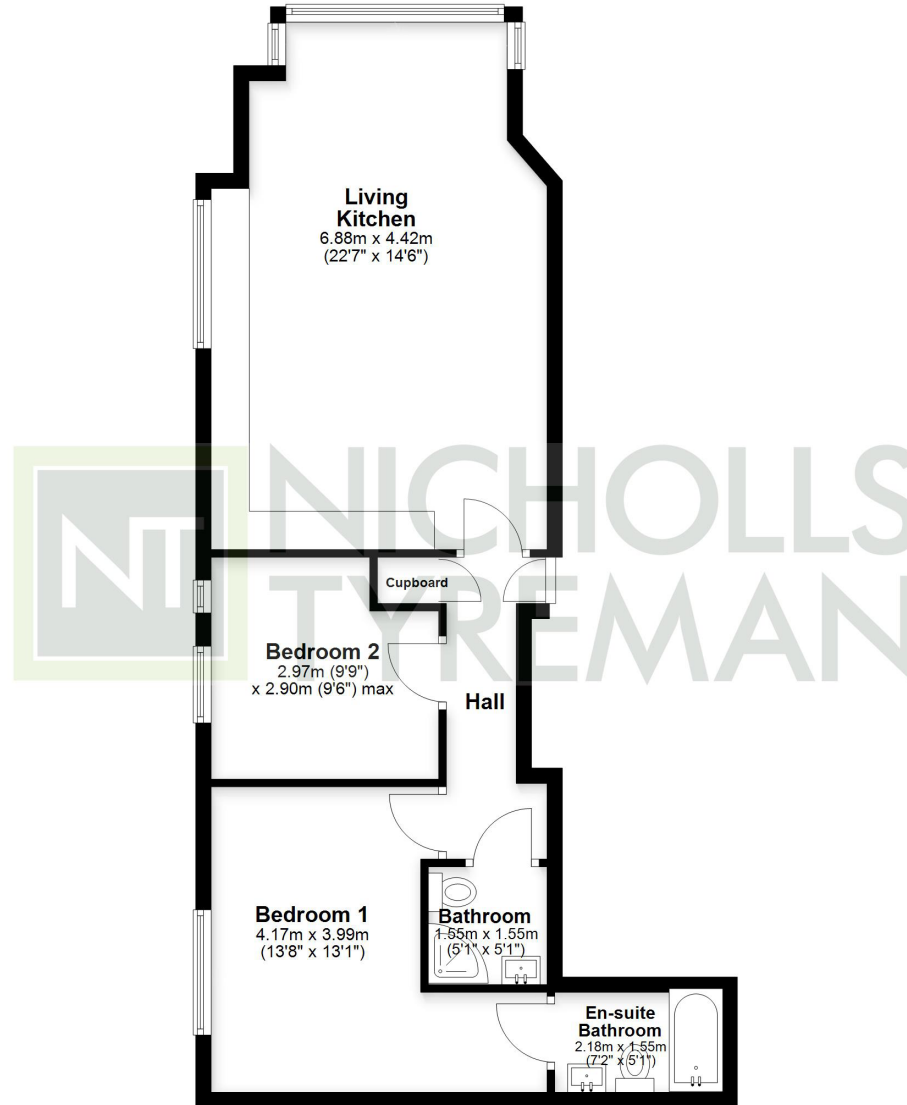 Living
Kitchen
6.88m x 4.42m
(22'7" x 14'6")
NT
NICHOLLS
TYREMAN
Cupboard
Bedroom 2
2.97m (9'9")
x 2.90m (9'6") max
Hall
Bedroom 1
4.17m x 3.99m
(13'8" x 13'1")
Bathroom
1.55m x 1.55m
(5'1" x 5'1")
En-suite
Bathroom
2.18m x 1.55m
(7'2" x 5'1")